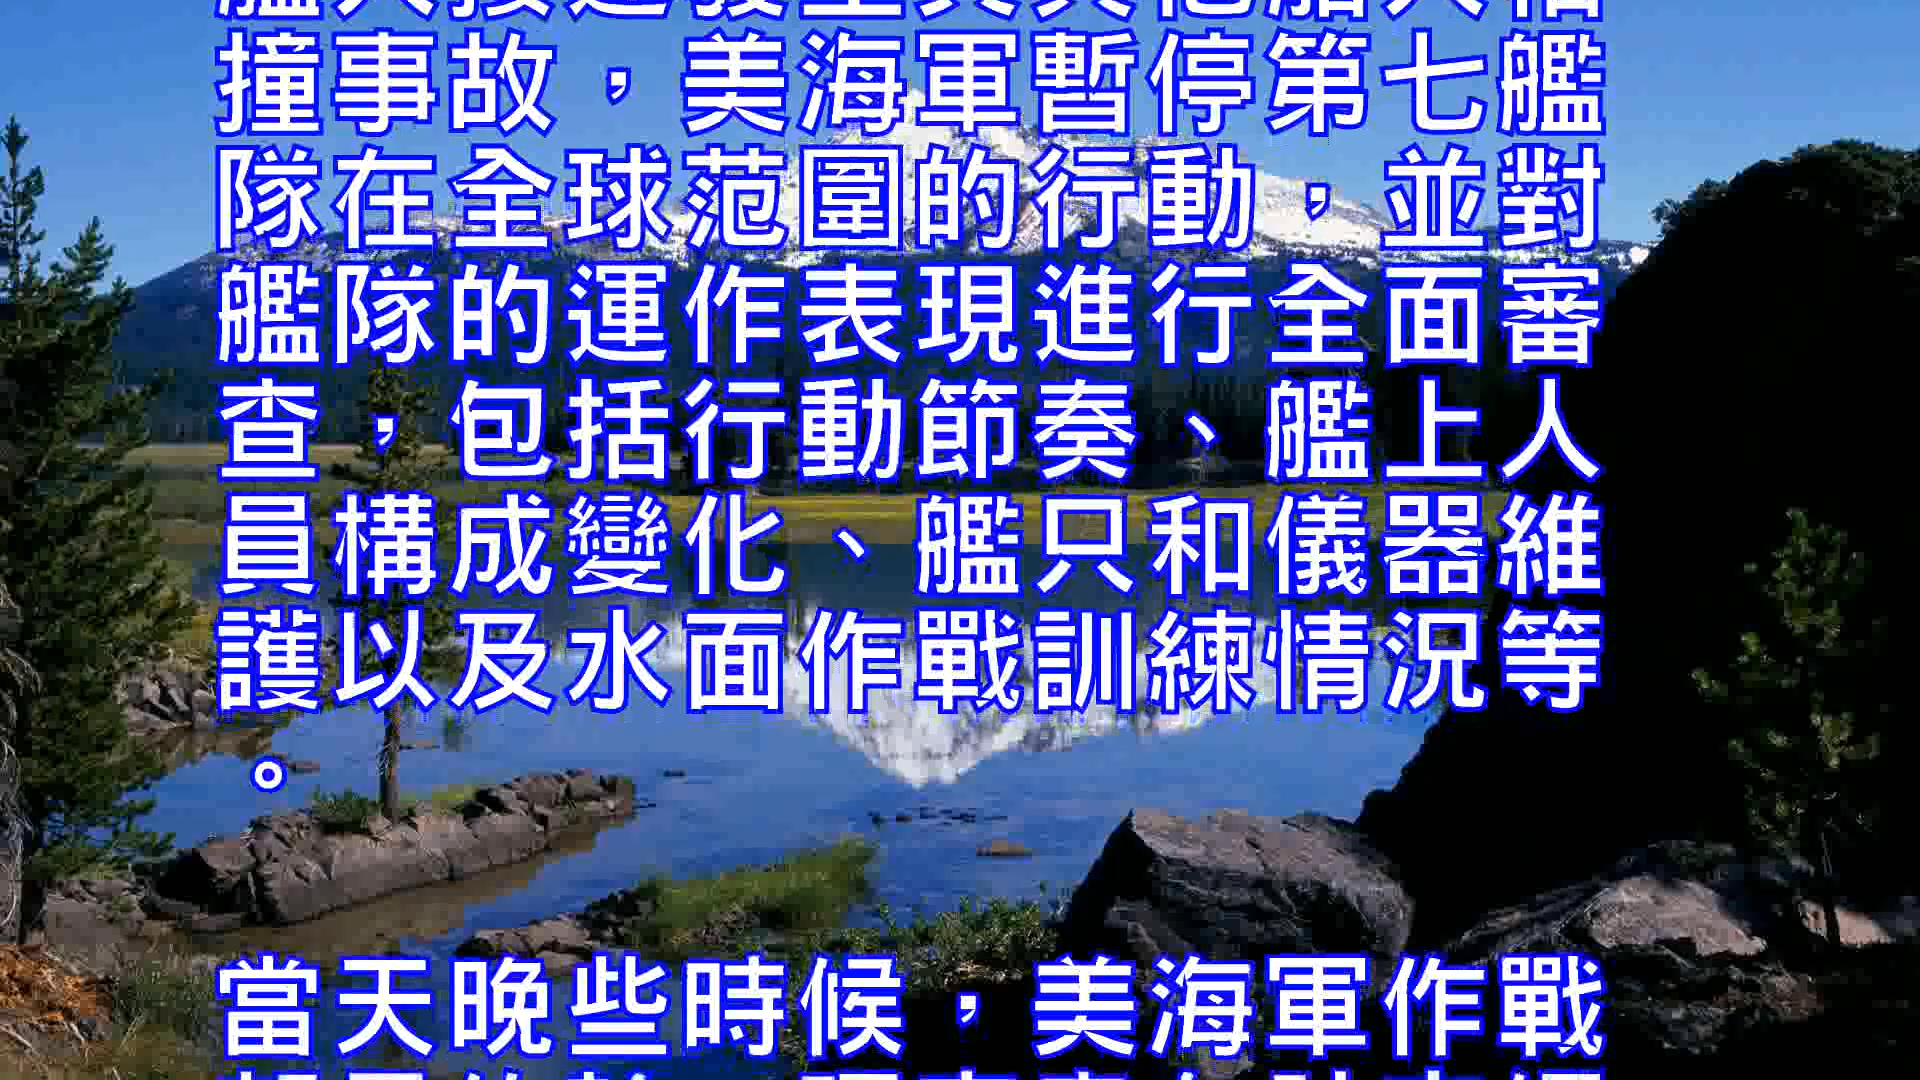 撞事故，美海軍暫停第七艦
隊在全球范圍的行動，並對
艦隊的運作表現進行全面審
查，包括行動節奏、艦上人
員構成變化、艦只和儀器維
護以及水面作戰訓練情況等
。
當天晚些時候，美海軍作戰